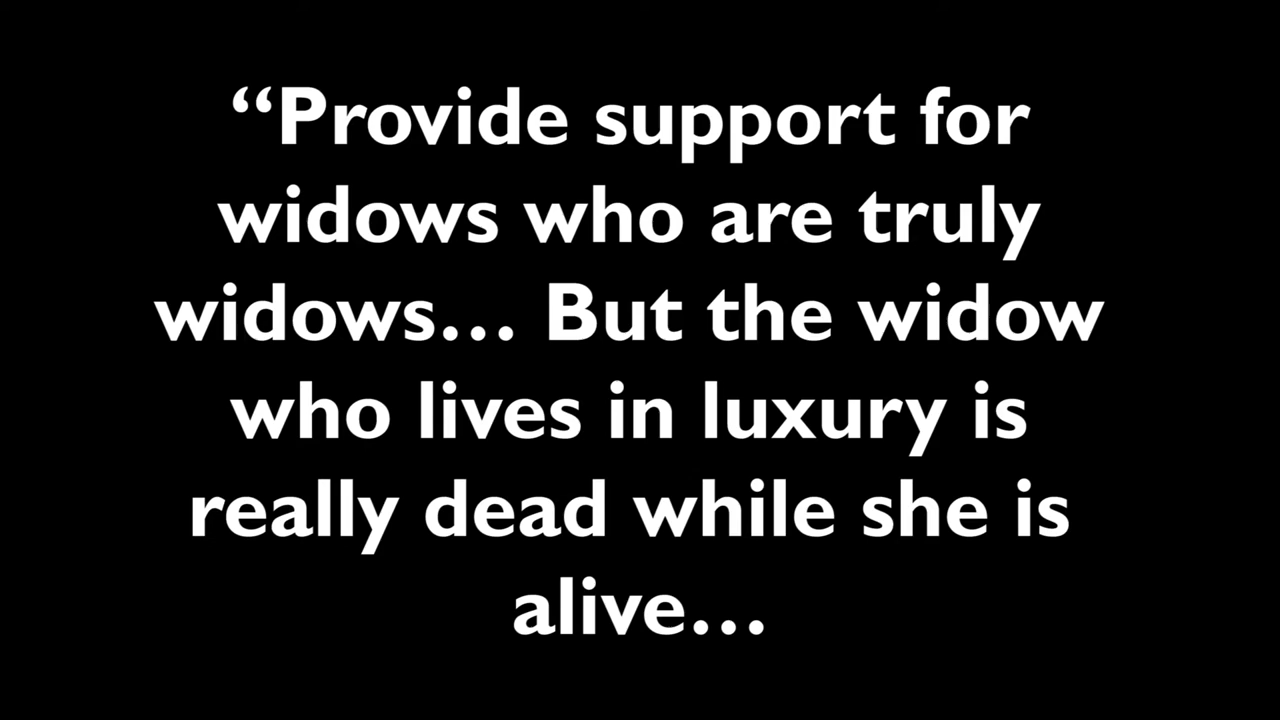 “Provide support for
widows who are truly
widows… But the widow
who lives in luxury is
really dead while she is
alive…